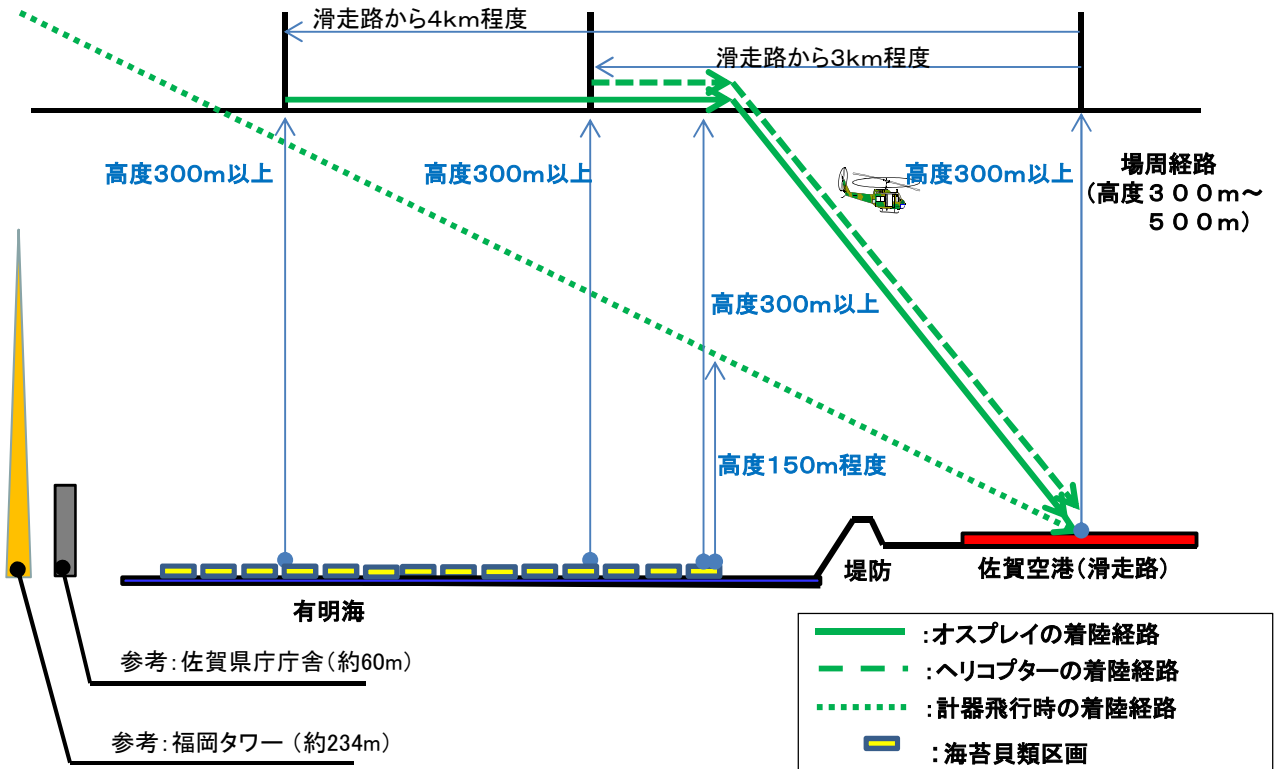 滑走路から4km程度
滑走路から3km程度
高度300m以上
高度300m以上
高度300m以上
場周経路
（高度３００m～
５００m）
高度300m以上
高度150m程度
堤防
佐賀空港（滑走路）
有明海
参考：佐賀県庁庁舎（約60m）
参考：福岡タワー （約234m）
：オスプレイの着陸経路
：ヘリコプターの着陸経路
：計器飛行時の着陸経路
：海苔貝類区画